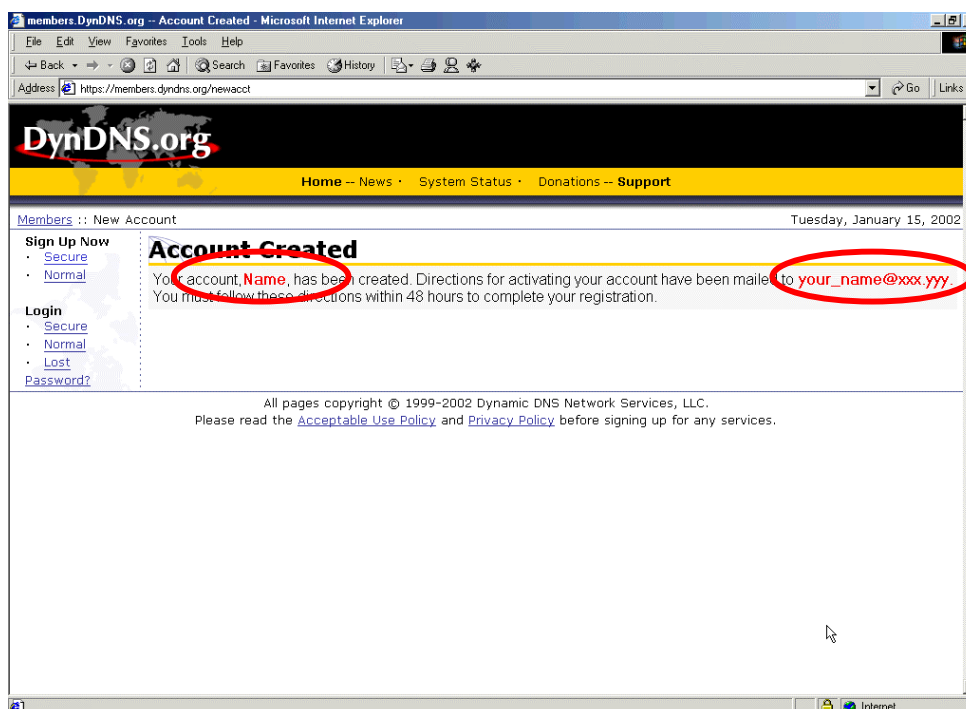 members.DynDNS.org -- Account Created - Microsoft Internet Explorer
File Edit View Favorites Tools Help
Back Search Favorites History
Address https://members.dyndns.org/newacct Go Links
DynDNS.org
Home -- News · System Status · Donations -- Support
Members :: New Account Tuesday, January 15, 2002
Sign Up Now
· Secure
· Normal
Login
· Secure
· Normal
· Lost
Password?
Account Created
Your account, Name, has been created. Directions for activating your account have been mailed to your_name@xxx.yyy.
You must follow these directions within 48 hours to complete your registration.
All pages copyright © 1999-2002 Dynamic DNS Network Services, LLC.
Please read the Acceptable Use Policy and Privacy Policy before signing up for any services.
Internet